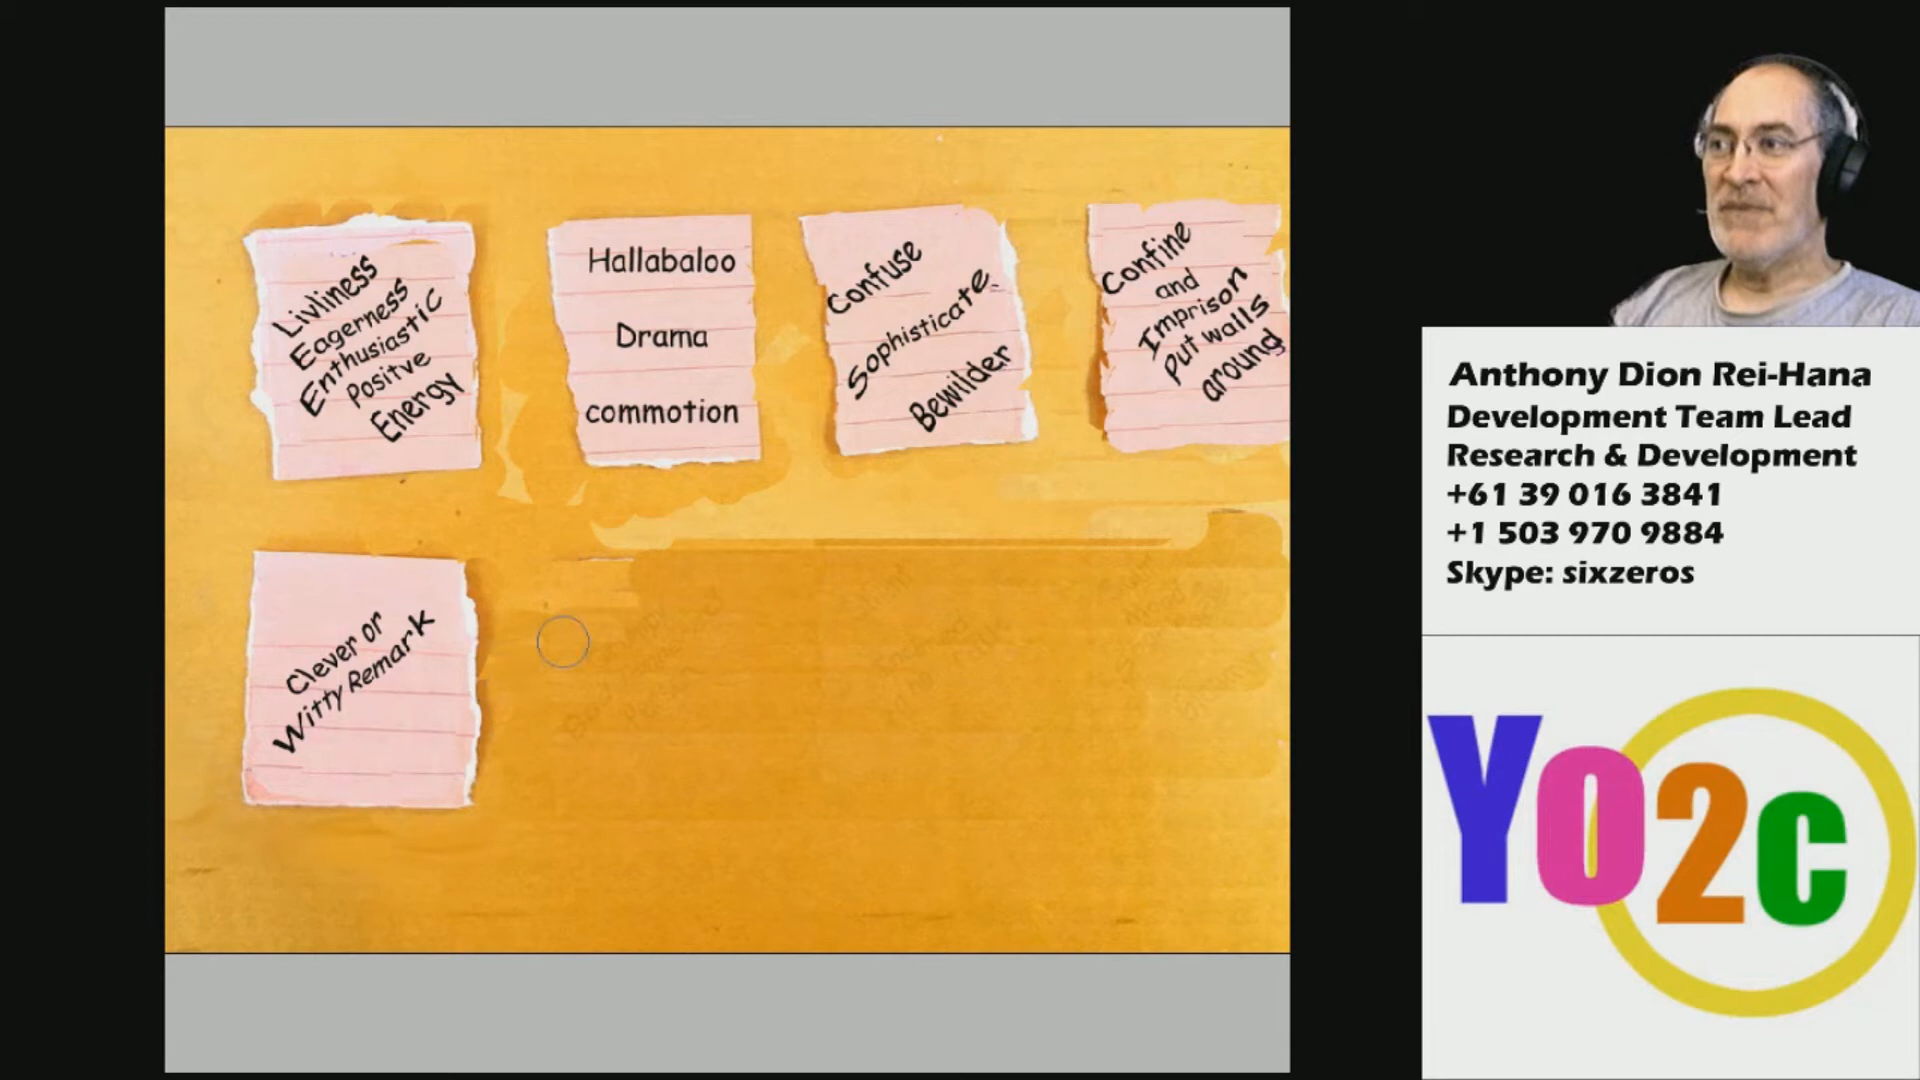 Livliness
Eagerness
Enthusiastic
Positve
Energy
Hallabaloo
Drama
commotion
Confuse
Sophisticate
Bewilder
Confine
and
Imprison
Put walls
around
Clever or
Witty Remark
Anthony Dion Rei-Hana
Development Team Lead
Research & Development
+61 39 016 3841
+1 503 970 9884
Skype: sixzeros
Yo2c